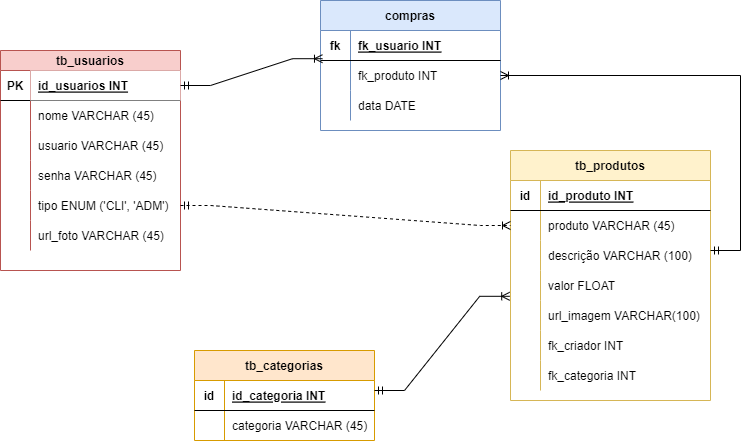 compras
fk fk_usuario INT
fk_produto INT
data DATE
tb_usuarios
PK id_usuarios INT
nome VARCHAR (45)
usuario VARCHAR (45)
senha VARCHAR (45)
tipo ENUM ('CLI', 'ADM')
url_foto VARCHAR (45)
tb_produtos
id id_produto INT
produto VARCHAR (45)
descrição VARCHAR (100)
valor FLOAT
url_imagem VARCHAR(100)
fk_criador INT
fk_categoria INT
tb_categorias
id id_categoria INT
categoria VARCHAR (45)